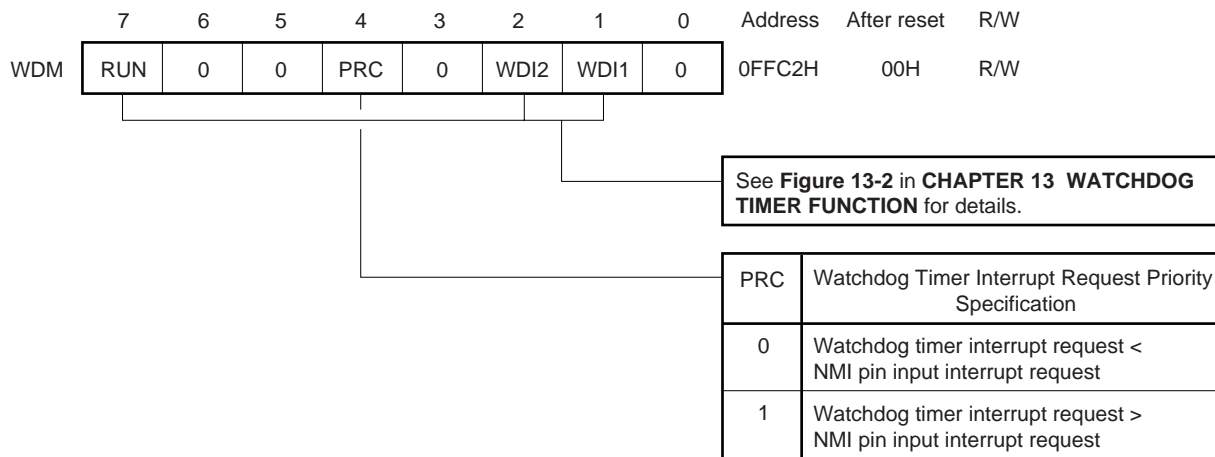 7 6 5 4 3 2 1 0 Address After reset R/W
WDM RUN 0 0 PRC 0 WDI2 WDI1 0 0FFC2H 00H R/W
See Figure 13-2 in CHAPTER 13 WATCHDOG
TIMER FUNCTION for details.
PRC Watchdog Timer Interrupt Request Priority
Specification
0 Watchdog timer interrupt request <
NMI pin input interrupt request
1 Watchdog timer interrupt request >
NMI pin input interrupt request